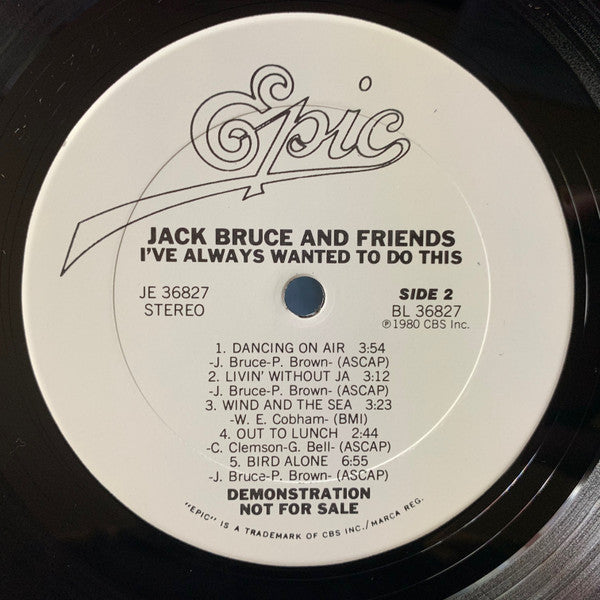 Epic
JACK BRUCE AND FRIENDS
I'VE ALWAYS WANTED TO DO THIS
JE 36827
STEREO
SIDE 2
BL 36827
℗1980 CBS Inc.
1. DANCING ON AIR 3:54
-J. Bruce-P. Brown- (ASCAP)
2. LIVIN' WITHOUT JA 3:12
-J. Bruce-P. Brown- (ASCAP)
3. WIND AND THE SEA 3:23
-W. E. Cobham- (BMI)
4. OUT TO LUNCH 2:44
-C. Clemson-G. Bell- (ASCAP)
5. BIRD ALONE 6:55
-J. Bruce-P. Brown- (ASCAP)
DEMONSTRATION
NOT FOR SALE
"EPIC" IS A TRADEMARK OF CBS INC./MARCA REG.